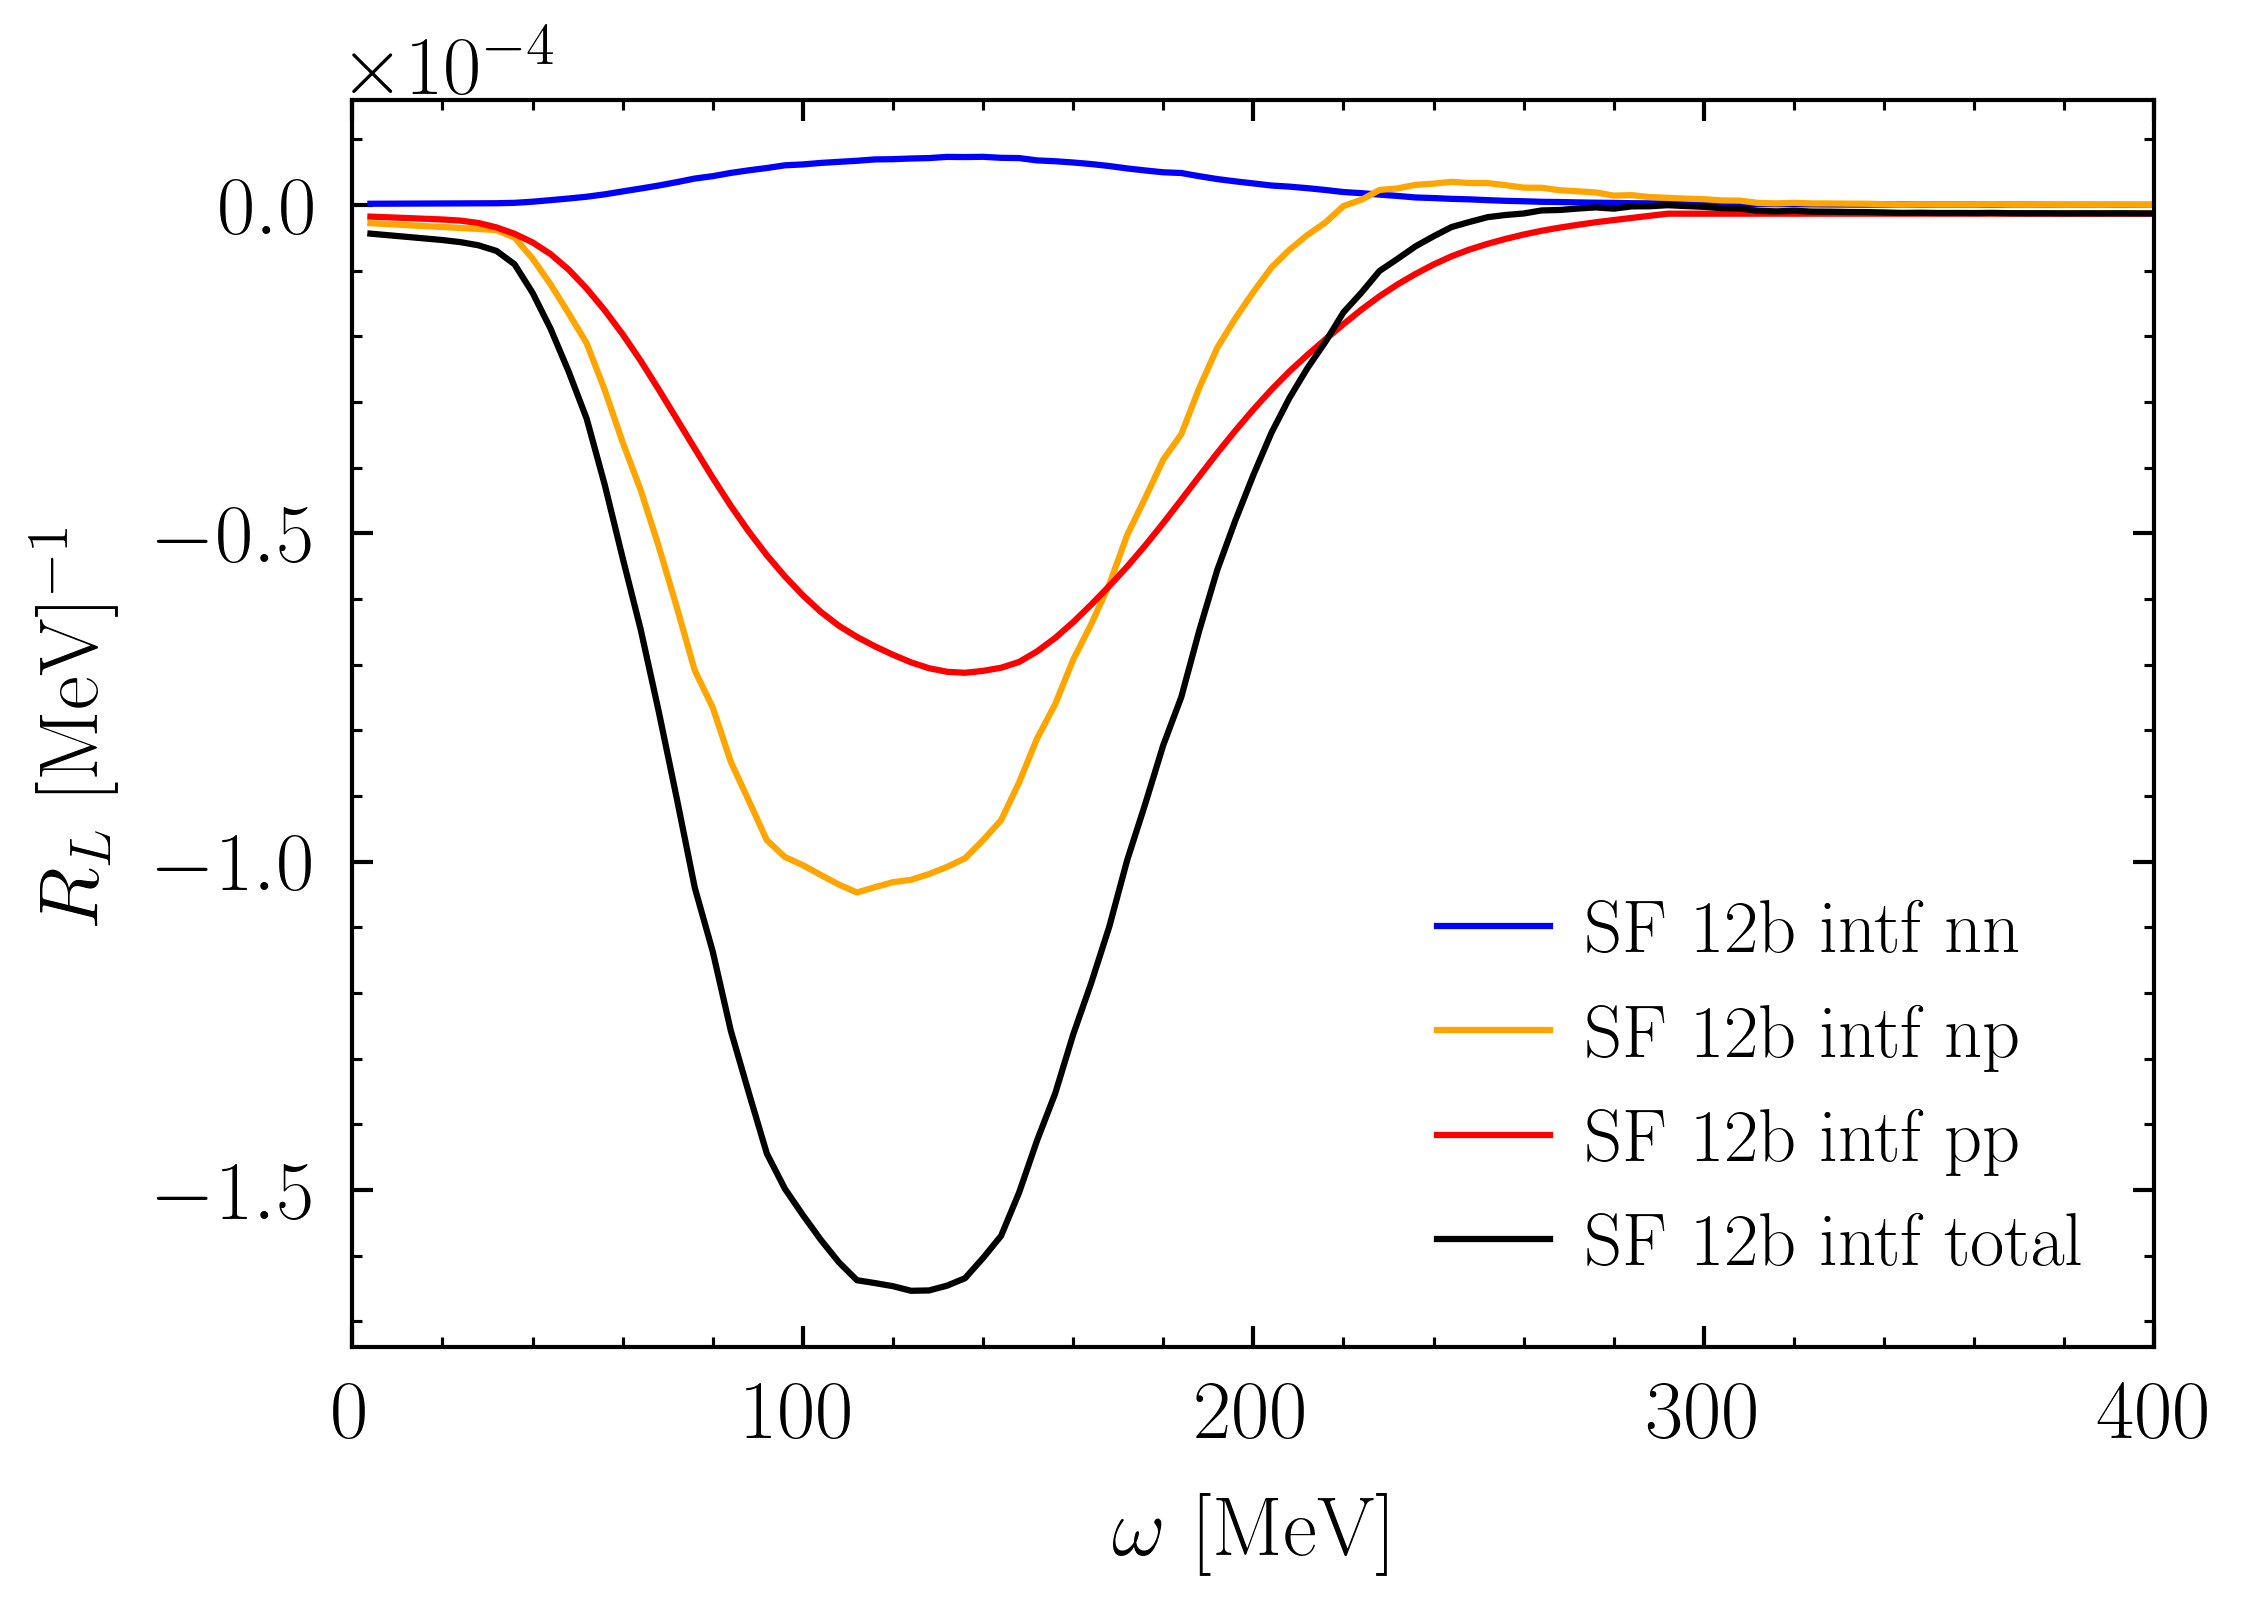 ×10⁻⁴
0.0
−0.5
−1.0
−1.5
R_L [MeV]⁻¹
SF 12b intf nn
SF 12b intf np
SF 12b intf pp
SF 12b intf total
0 100 200 300 400
ω [MeV]